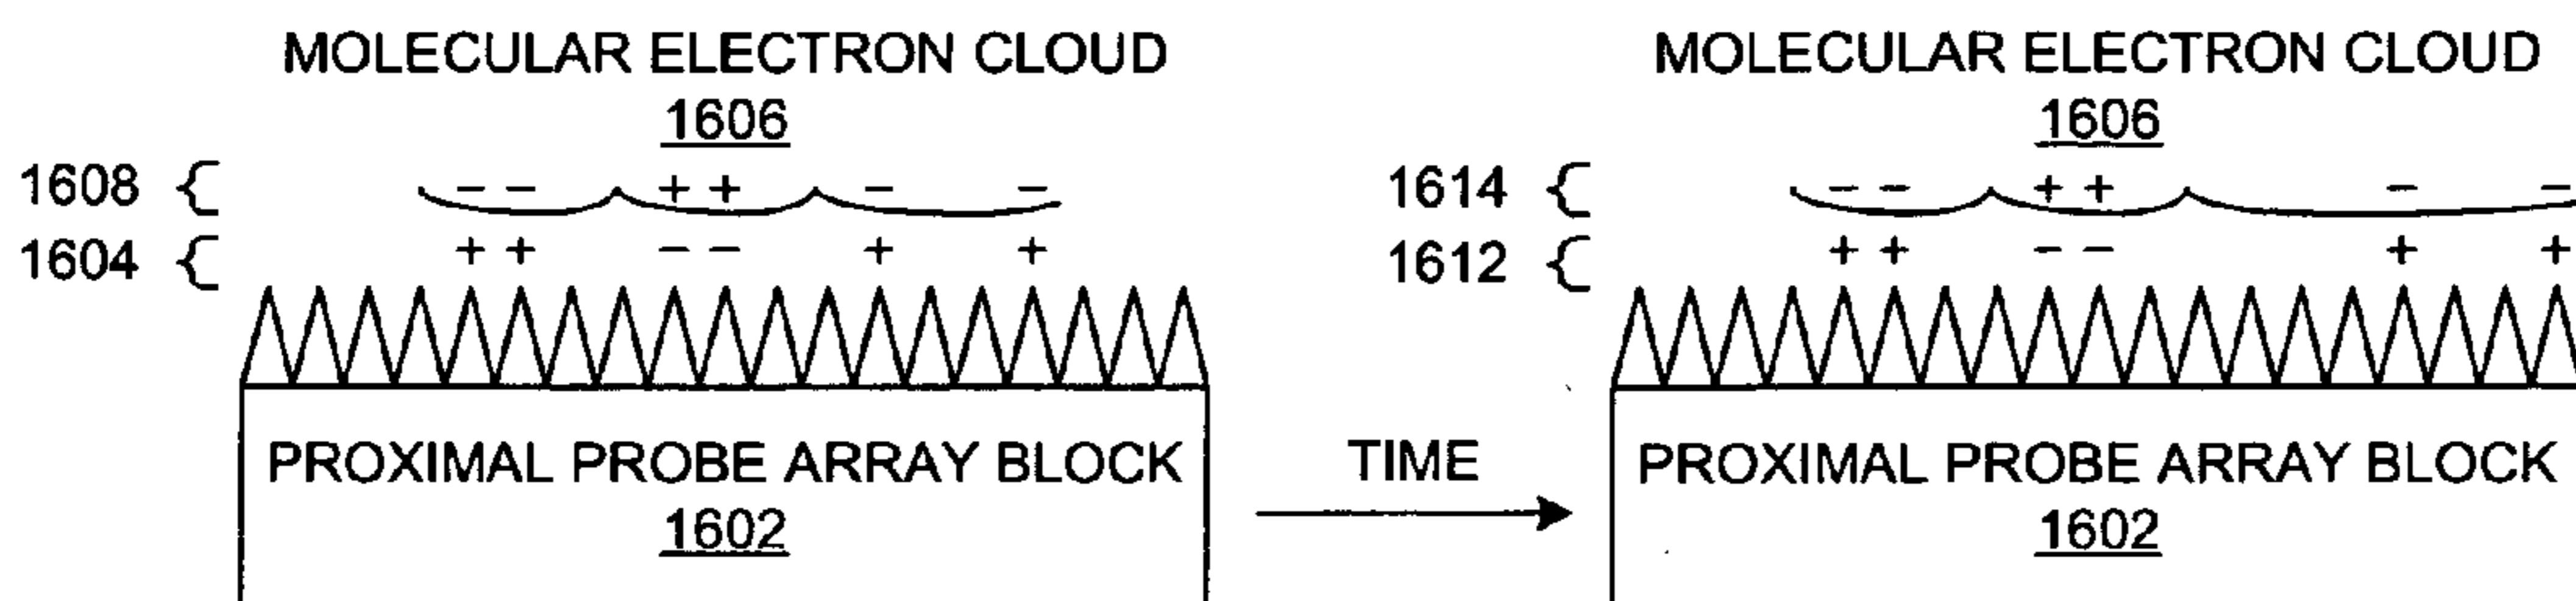 MOLECULAR ELECTRON CLOUD
1606
1608 { − − + + − −
1604 { + + − − + +
PROXIMAL PROBE ARRAY BLOCK
1602
TIME
MOLECULAR ELECTRON CLOUD
1606
1614 { − − + + − −
1612 { + + − − + +
PROXIMAL PROBE ARRAY BLOCK
1602